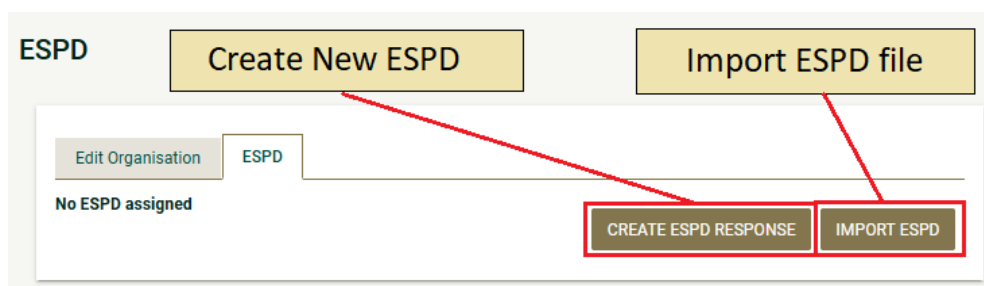 ESPD
Create New ESPD
Import ESPD file
Edit Organisation
ESPD
No ESPD assigned
CREATE ESPD RESPONSE
IMPORT ESPD